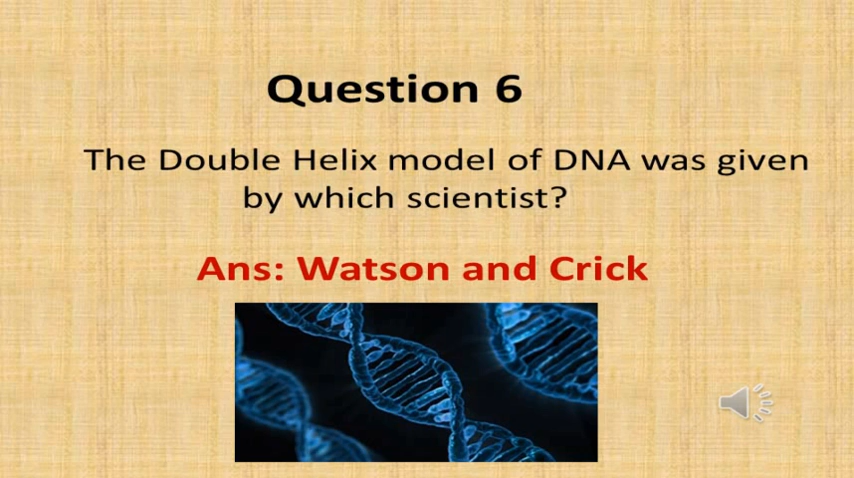 Question 6
The Double Helix model of DNA was given
by which scientist?
Ans: Watson and Crick